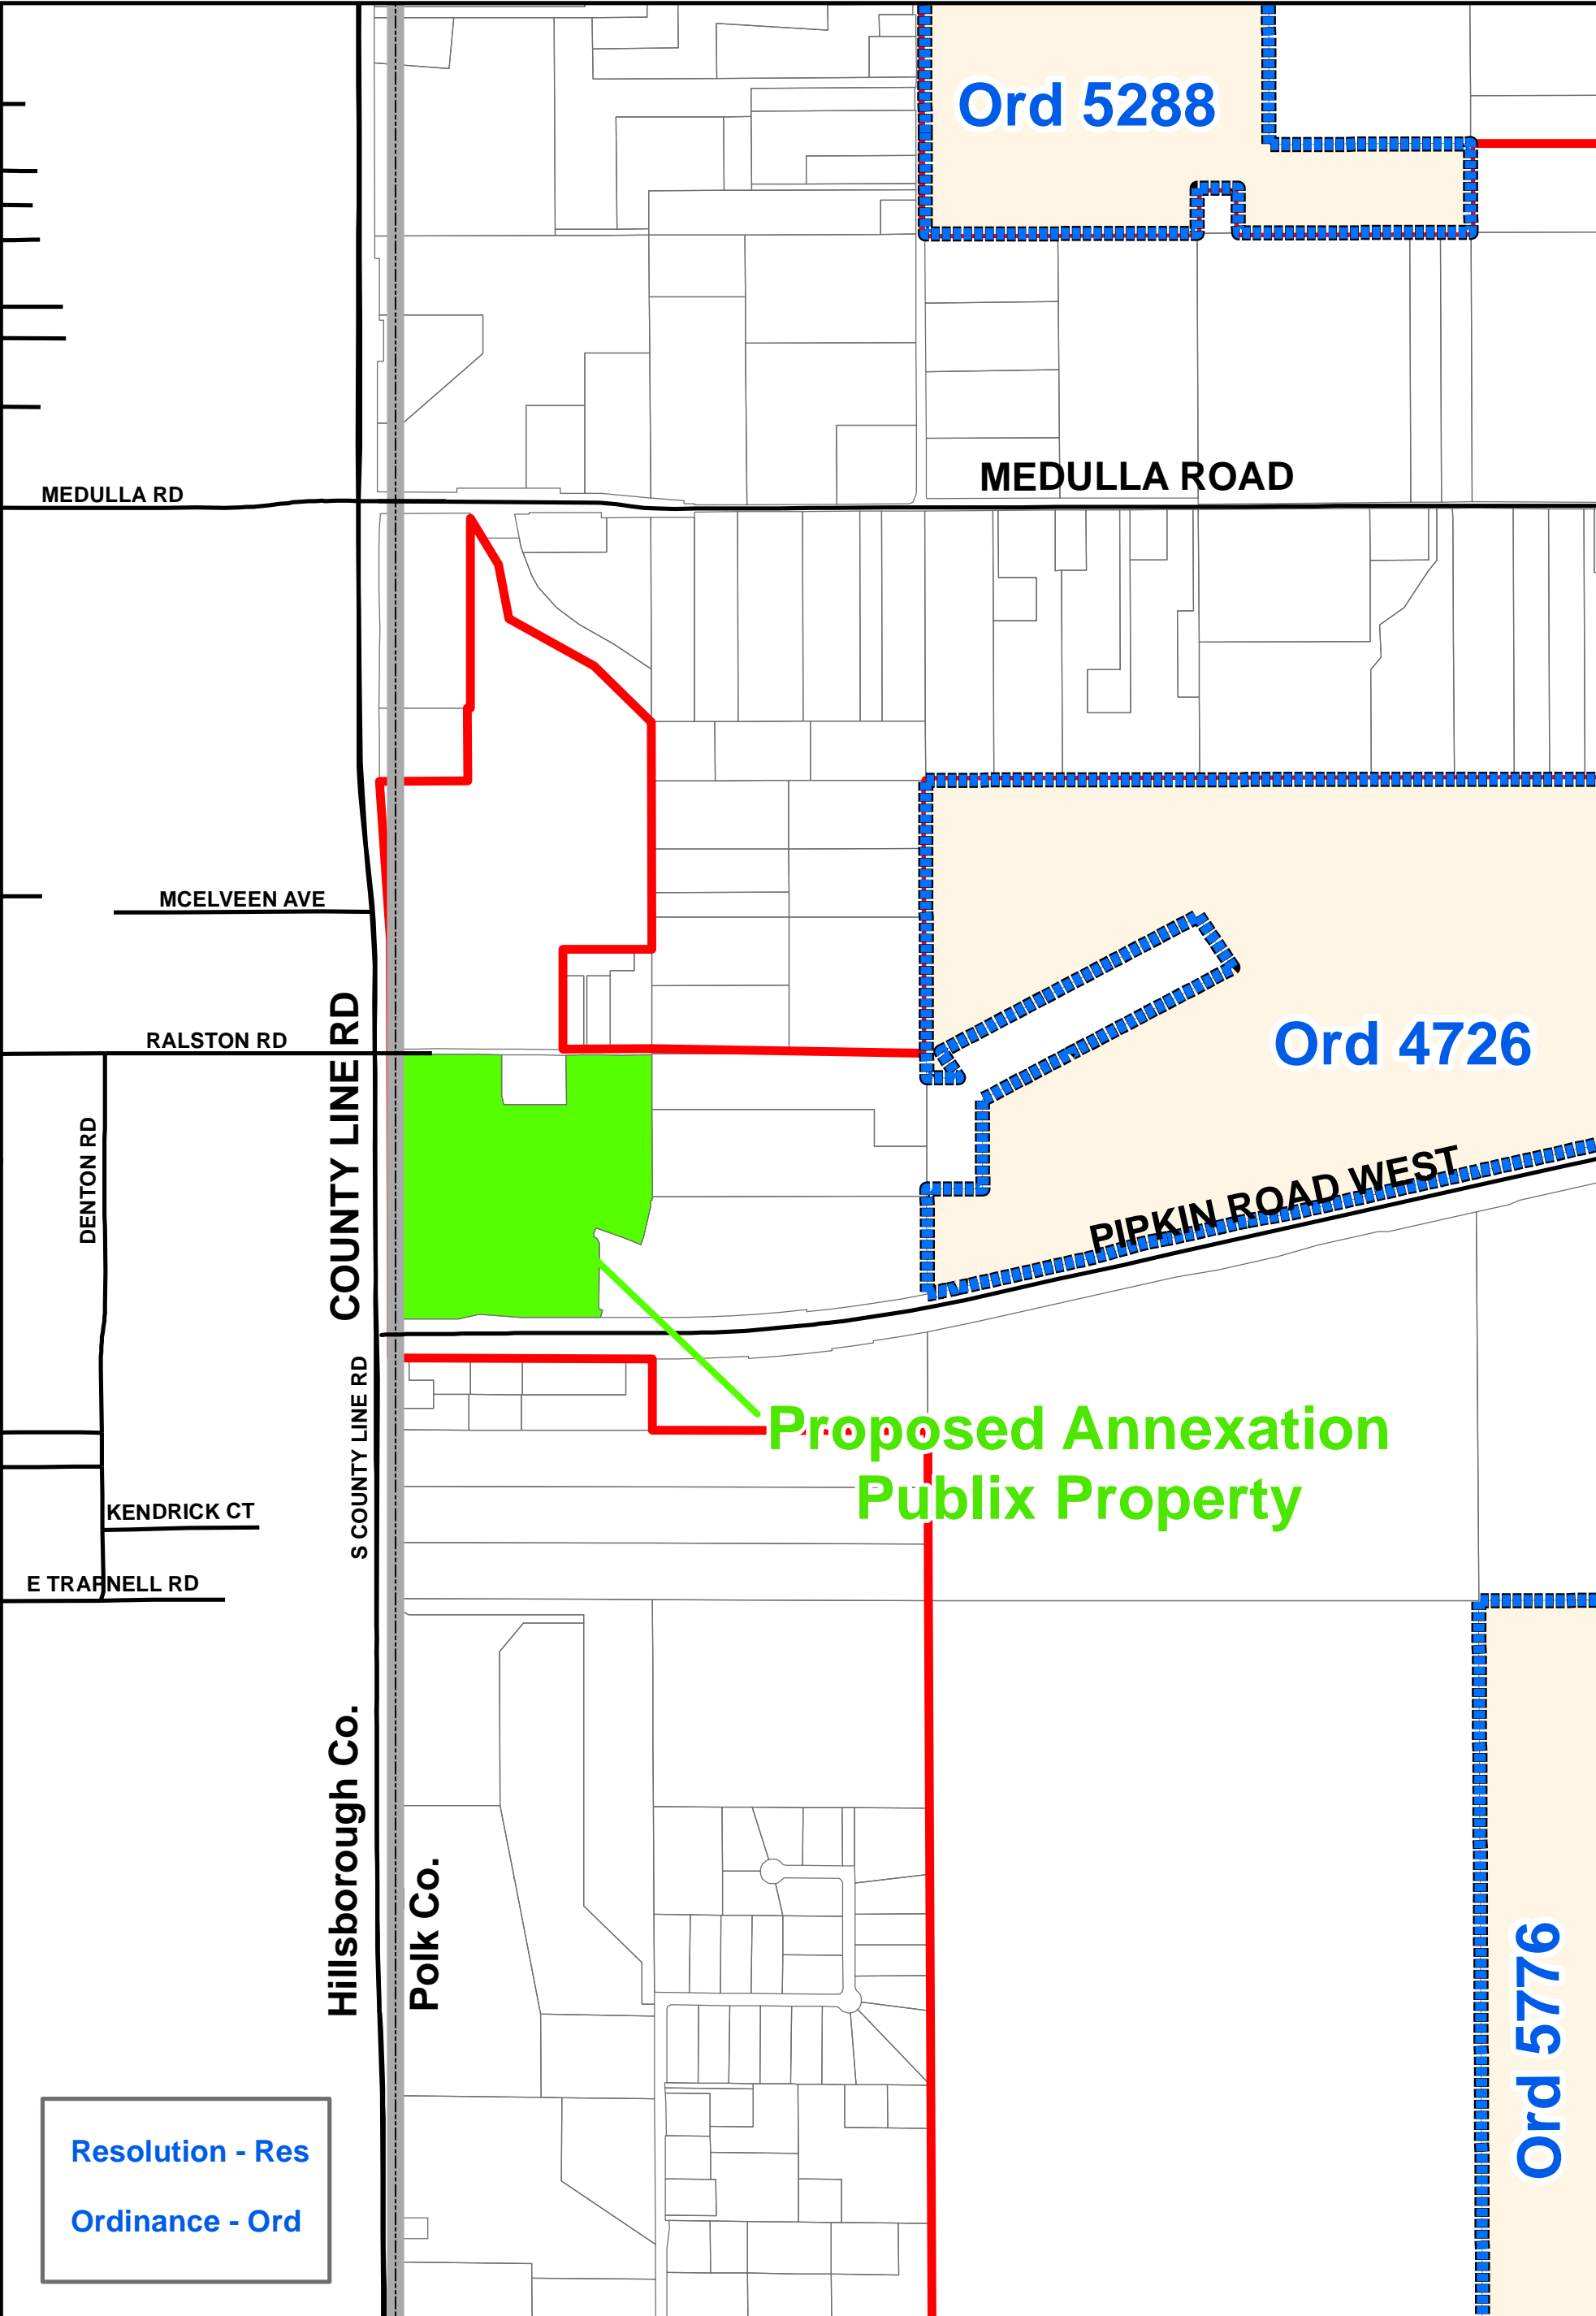 Ord 5288
MEDULLA ROAD
MEDULLA RD
MCELVEEN AVE
COUNTY LINE RD
RALSTON RD
Ord 4726
DENTON RD
PIPKIN ROAD WEST
S COUNTY LINE RD
Proposed Annexation
Publix Property
KENDRICK CT
E TRAPNELL RD
Hillsborough Co.
Polk Co.
Ord 5776
Resolution - Res
Ordinance - Ord